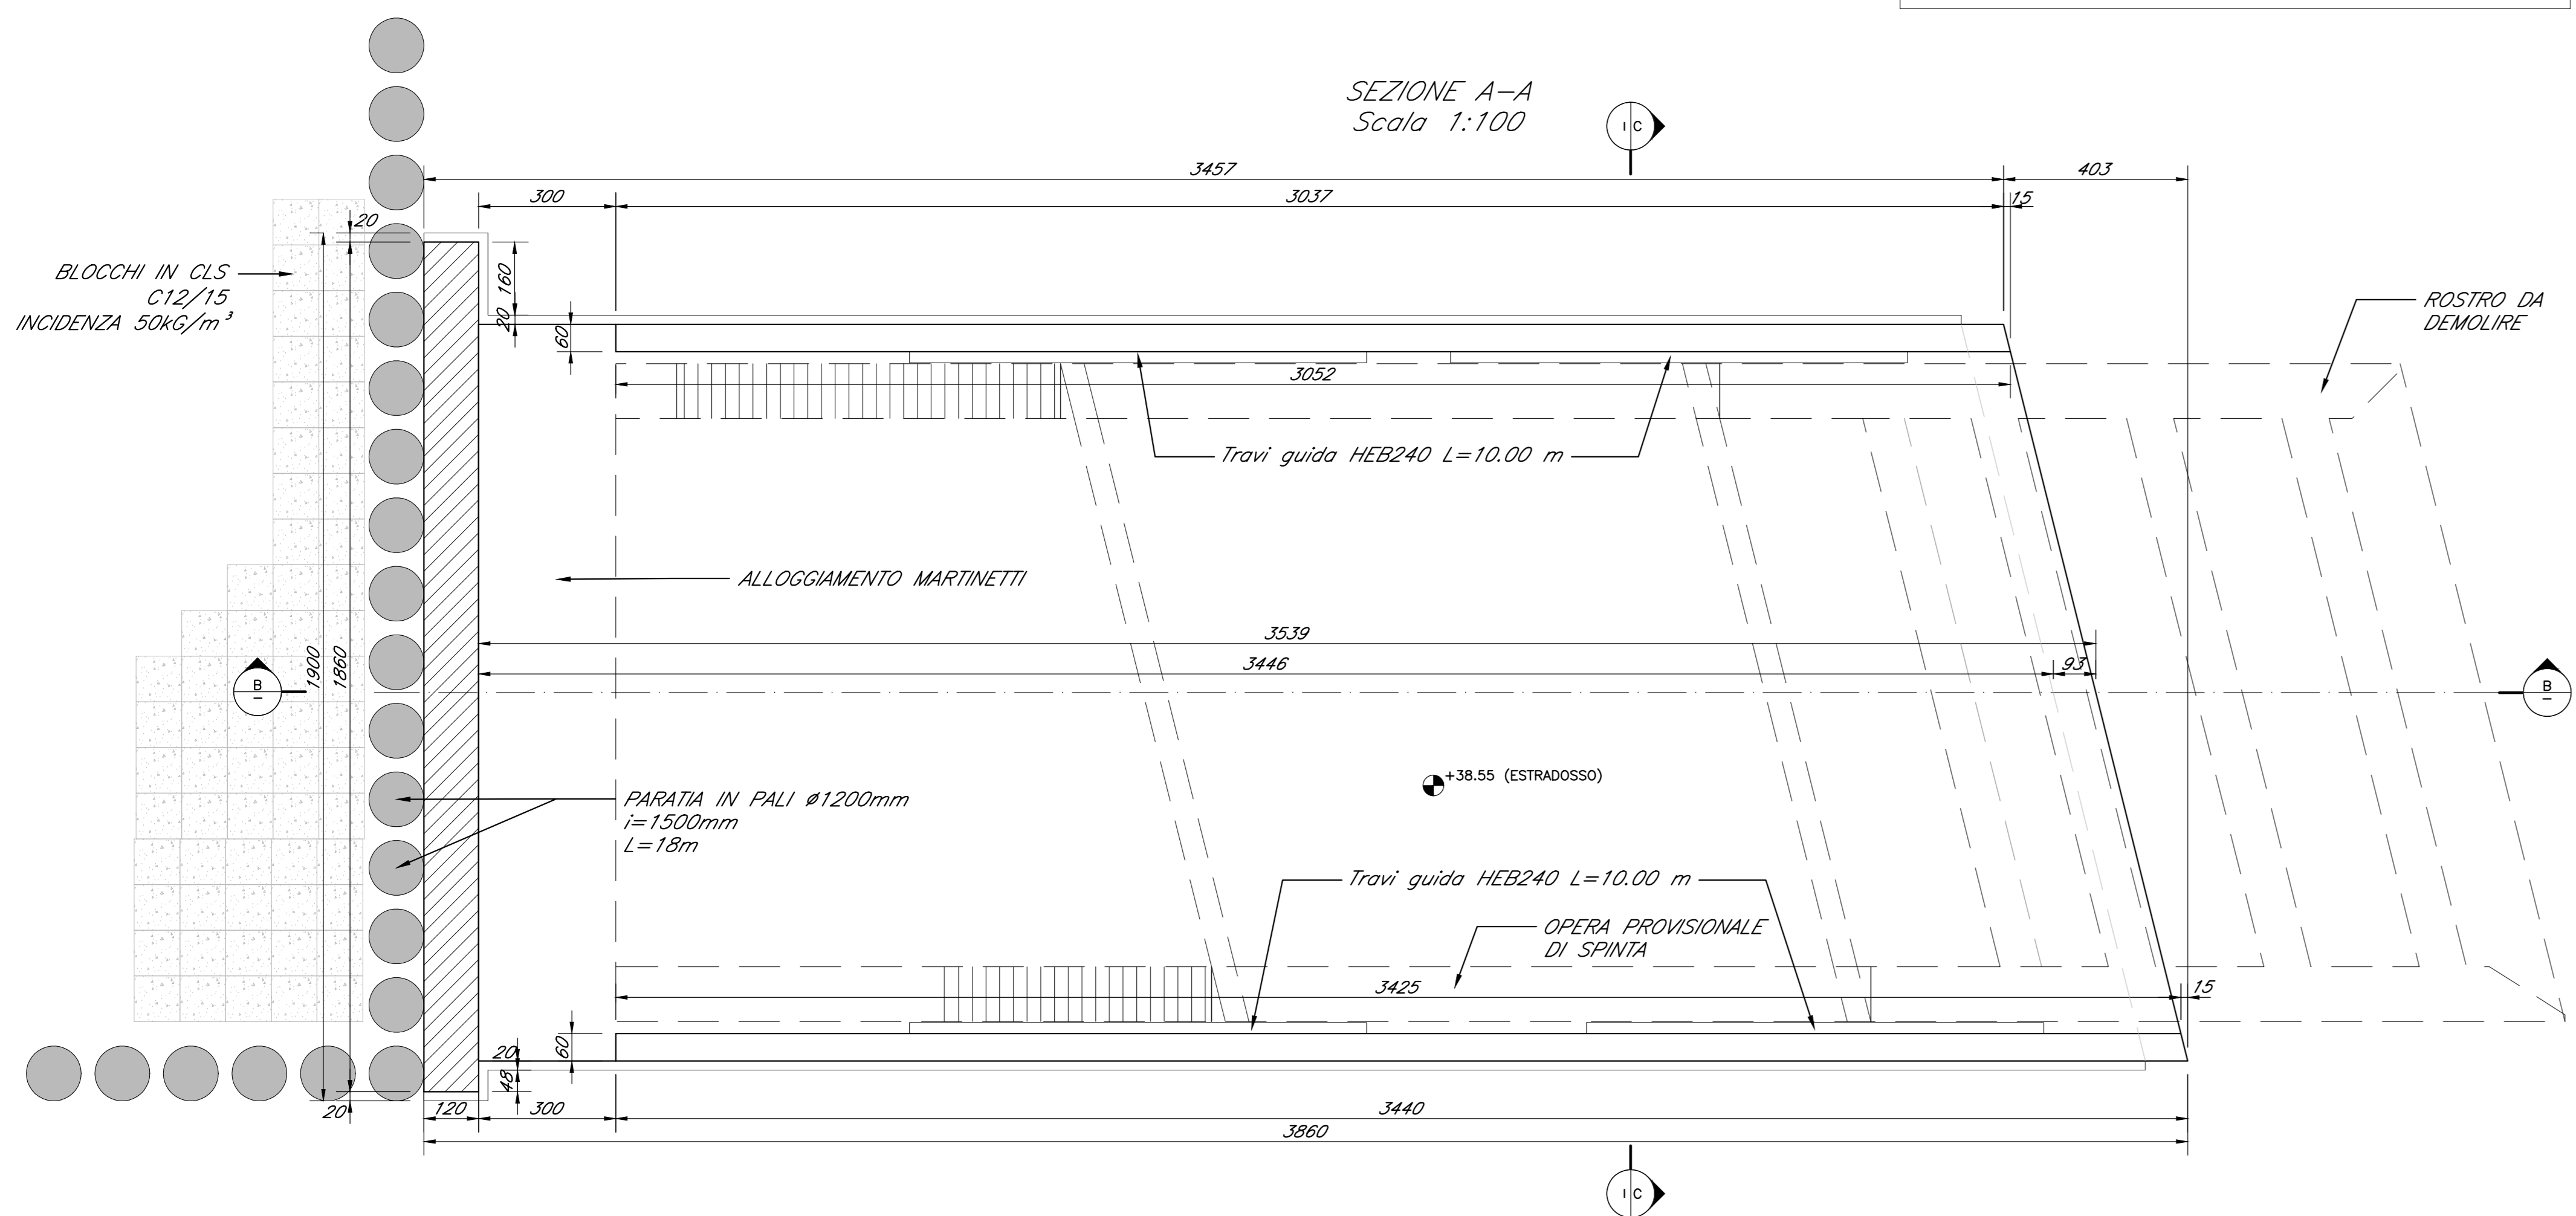 SEZIONE A-A
Scala 1:100
I C
3457
403
300
3037
15
20
BLOCCHI IN CLS
C12/15
INCIDENZA 50kG/m³
160
20
60
ROSTRO DA
DEMOLIRE
3052
Travi guida HEB240 L=10.00 m
ALLOGGIAMENTO MARTINETTI
3539
3446
93
1900
1860
B
B
+38.55 (ESTRADOSSO)
PARATIA IN PALI ø1200mm
i=1500mm
L=18m
Travi guida HEB240 L=10.00 m
OPERA PROVISIONALE
DI SPINTA
3425
15
20
60
48
20
120
300
3440
3860
I C